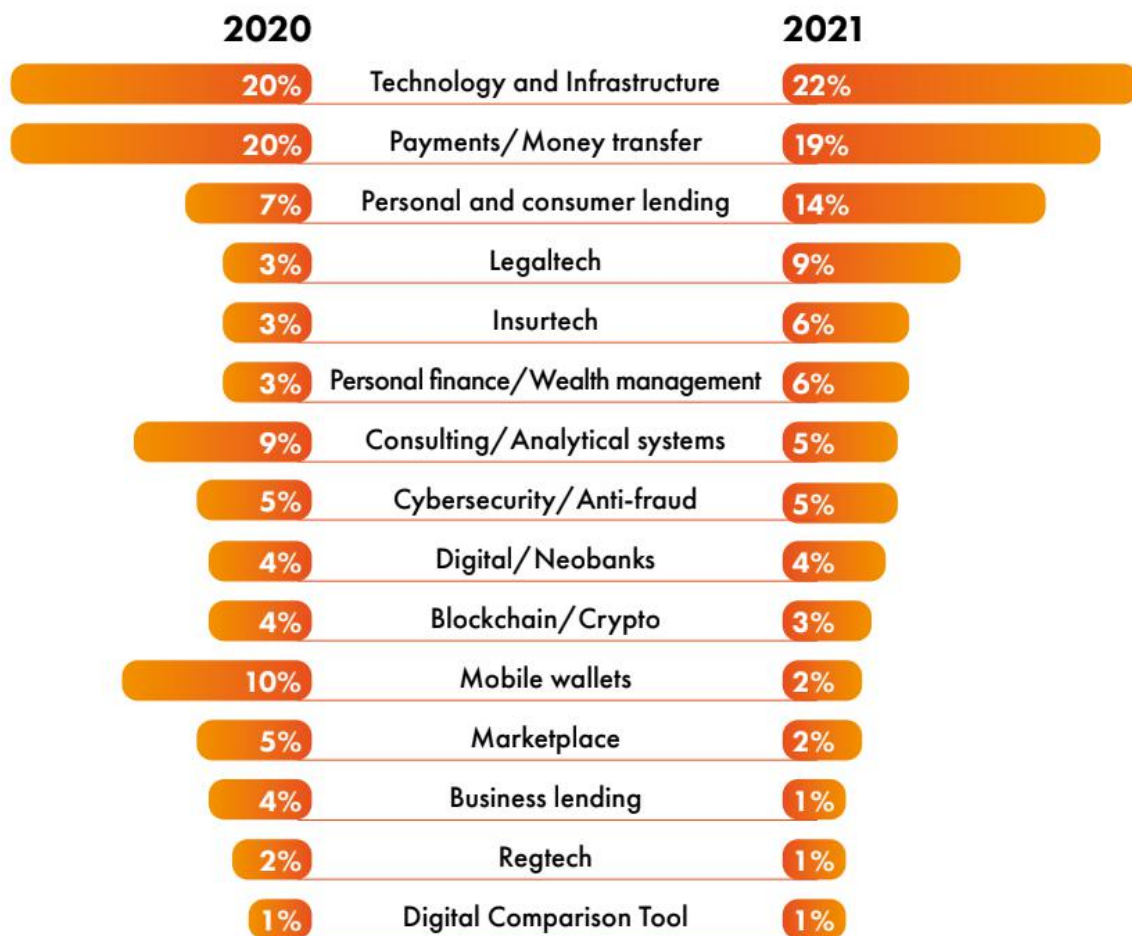 2020 2021
20% Technology and Infrastructure 22%
20% Payments/Money transfer 19%
7% Personal and consumer lending 14%
3% Legaltech 9%
3% Insurtech 6%
3% Personal finance/Wealth management 6%
9% Consulting/Analytical systems 5%
5% Cybersecurity/Anti-fraud 5%
4% Digital/Neobanks 4%
4% Blockchain/Crypto 3%
10% Mobile wallets 2%
5% Marketplace 2%
4% Business lending 1%
2% Regtech 1%
1% Digital Comparison Tool 1%